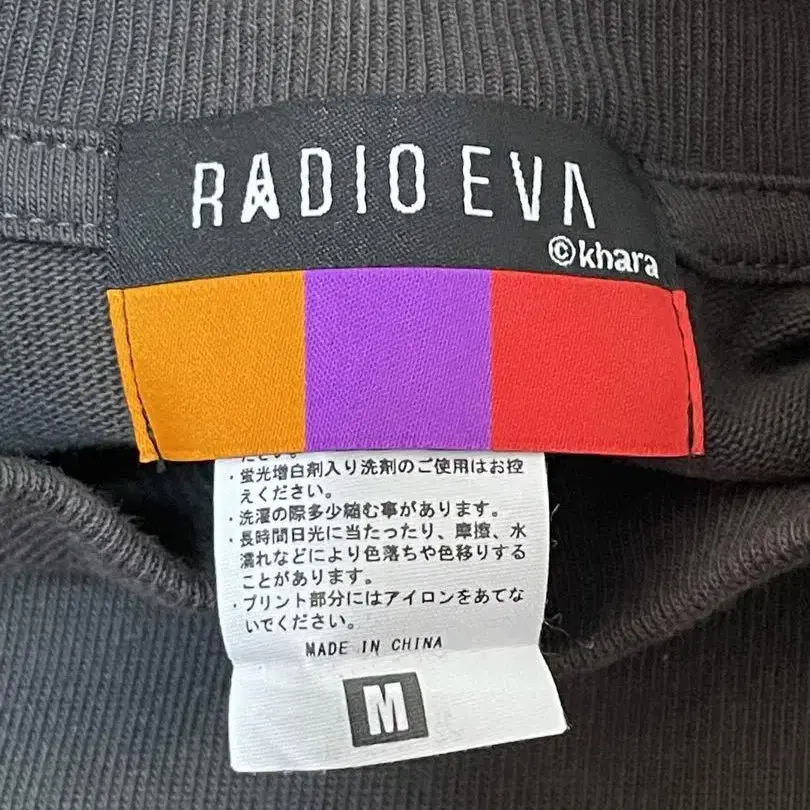 RADIO EVA
©khara
ださい。
・蛍光増白剤入り洗剤のご使用はお控
えください。
・洗濯の際多少縮む事があります。
・長時間日光に当たったり、摩擦、水
濡れなどにより色落ちや色移りする
ことがあります。
・プリント部分にはアイロンをあてな
いでください。
MADE IN CHINA
M